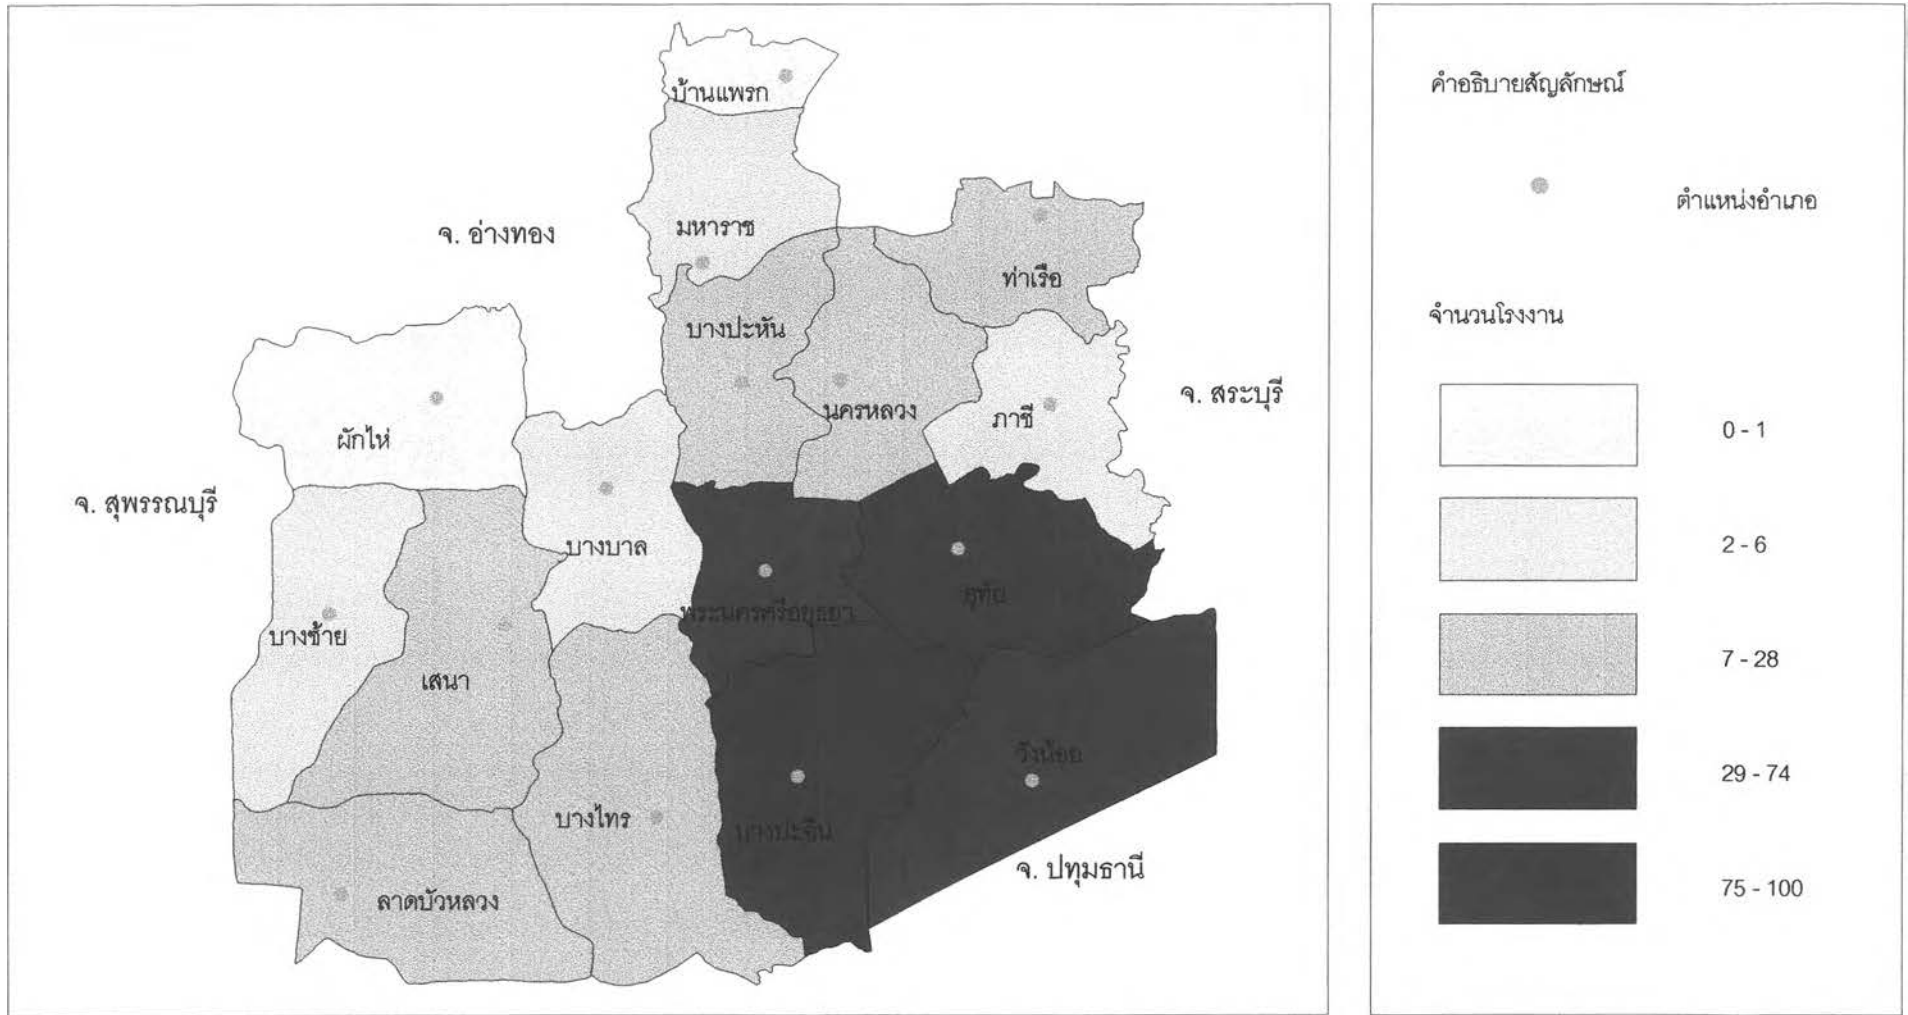 บ้านแพรก
มหาราช
จ. อ่างทอง
ท่าเรือ
บางปะหัน
นครหลวง
ภาชี
จ. สระบุรี
ผักไห่
จ. สุพรรณบุรี
บางบาล
พระนครศรีอยุธยา
อุทัย
บางซ้าย
เสนา
วังน้อย
บางไทร
บางปะอิน
จ. ปทุมธานี
ลาดบัวหลวง
คำอธิบายสัญลักษณ์
ตำแหน่งอำเภอ
จำนวนโรงงาน
0 - 1
2 - 6
7 - 28
29 - 74
75 - 100